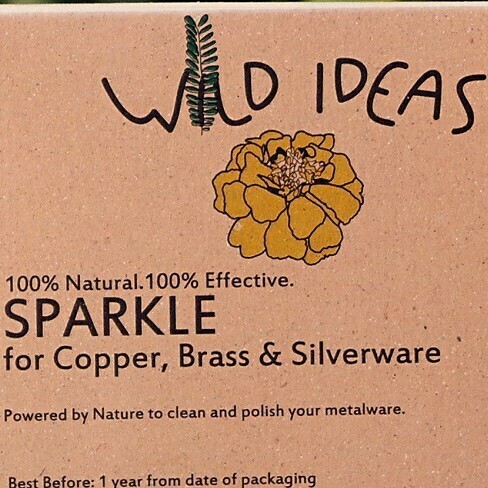 WILD IDEAS
100% Natural.100% Effective.
SPARKLE
for Copper, Brass & Silverware
Powered by Nature to clean and polish your metalware.
Best Before: 1 year from date of packaging